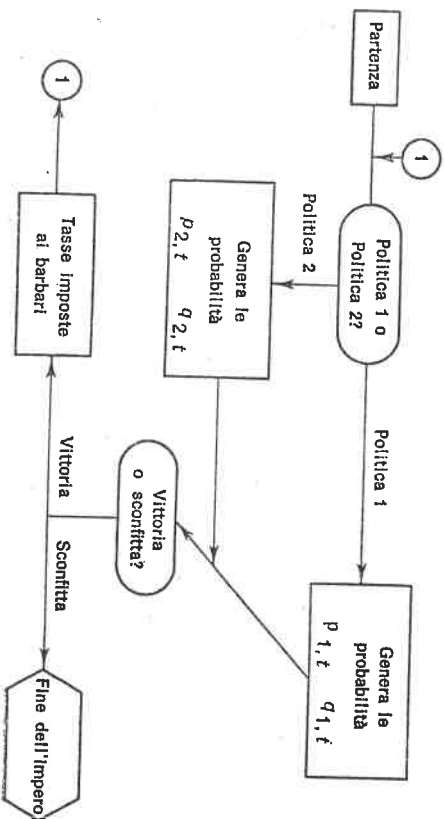 Partenza
1
Politica 1 o
Politica 2?
Politica 1
Genera le
probabilità
p1,t q1,t
Politica 2
Genera le
probabilità
p2,t q2,t
Vittoria
o sconfitta?
Vittoria
Sconfitta
1
Tasse imposte
ai barbari
Fine dell'impero